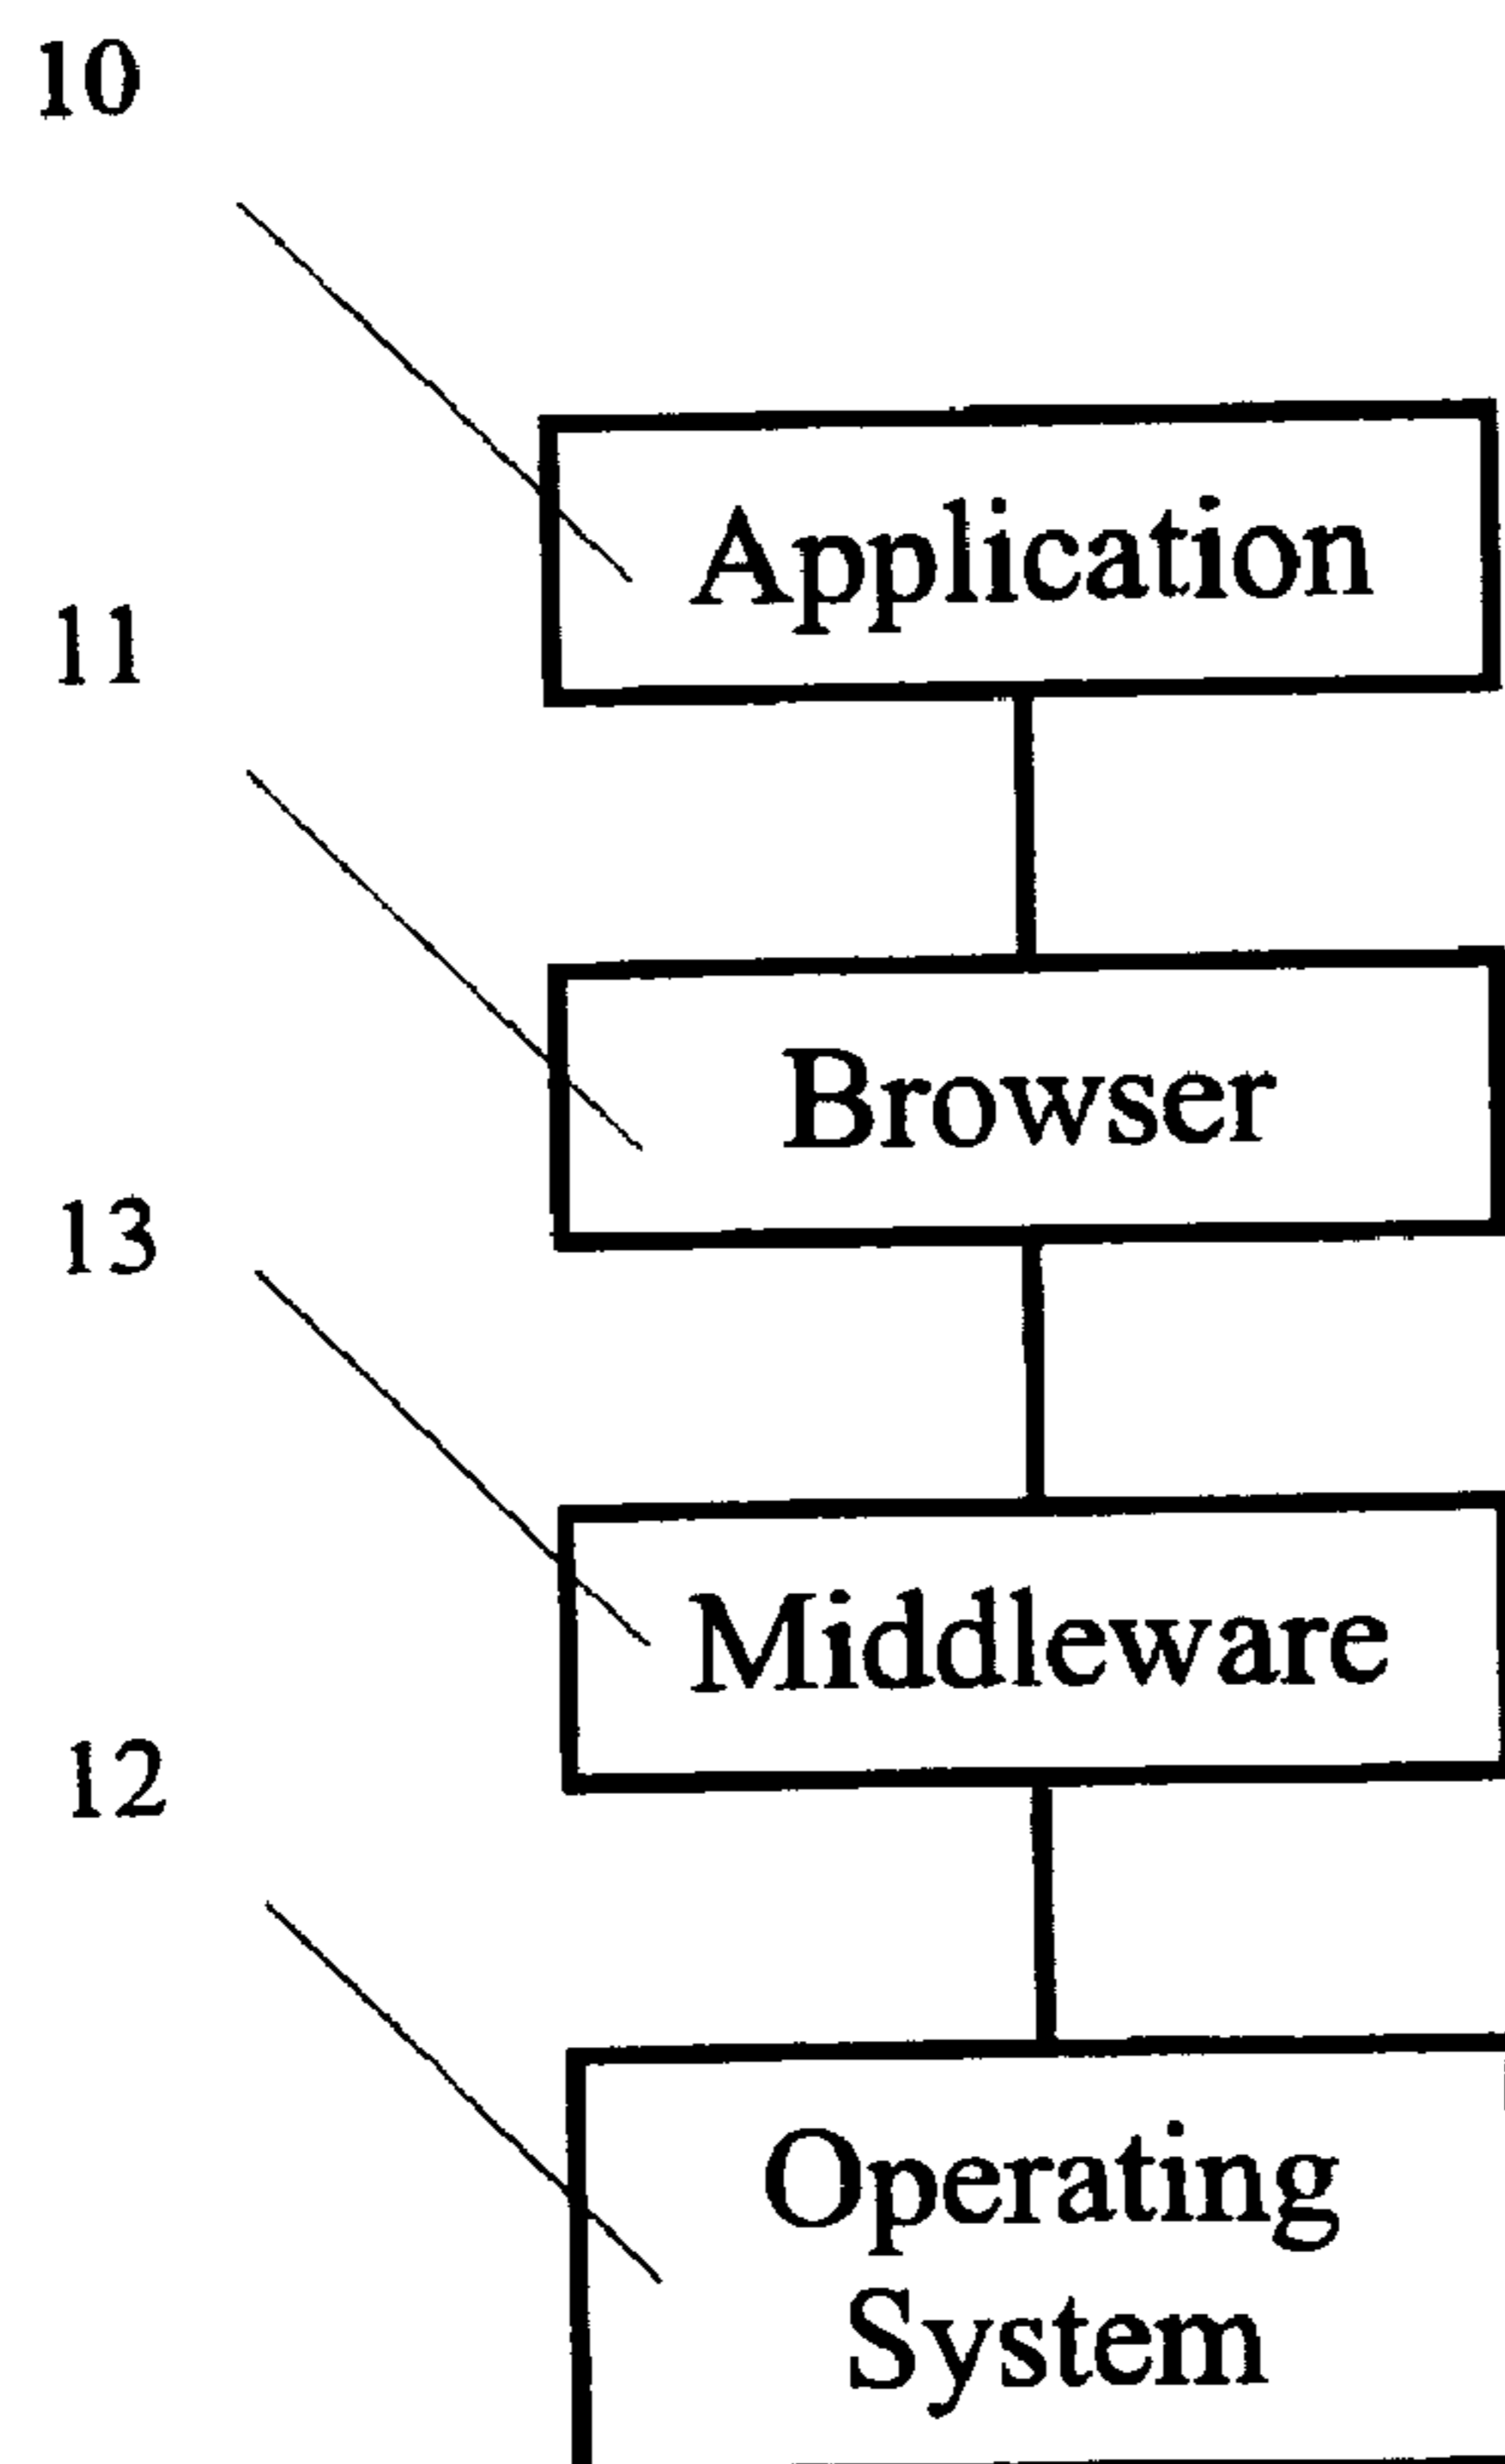 10
Application
11
Browser
13
Middleware
12
Operating
System